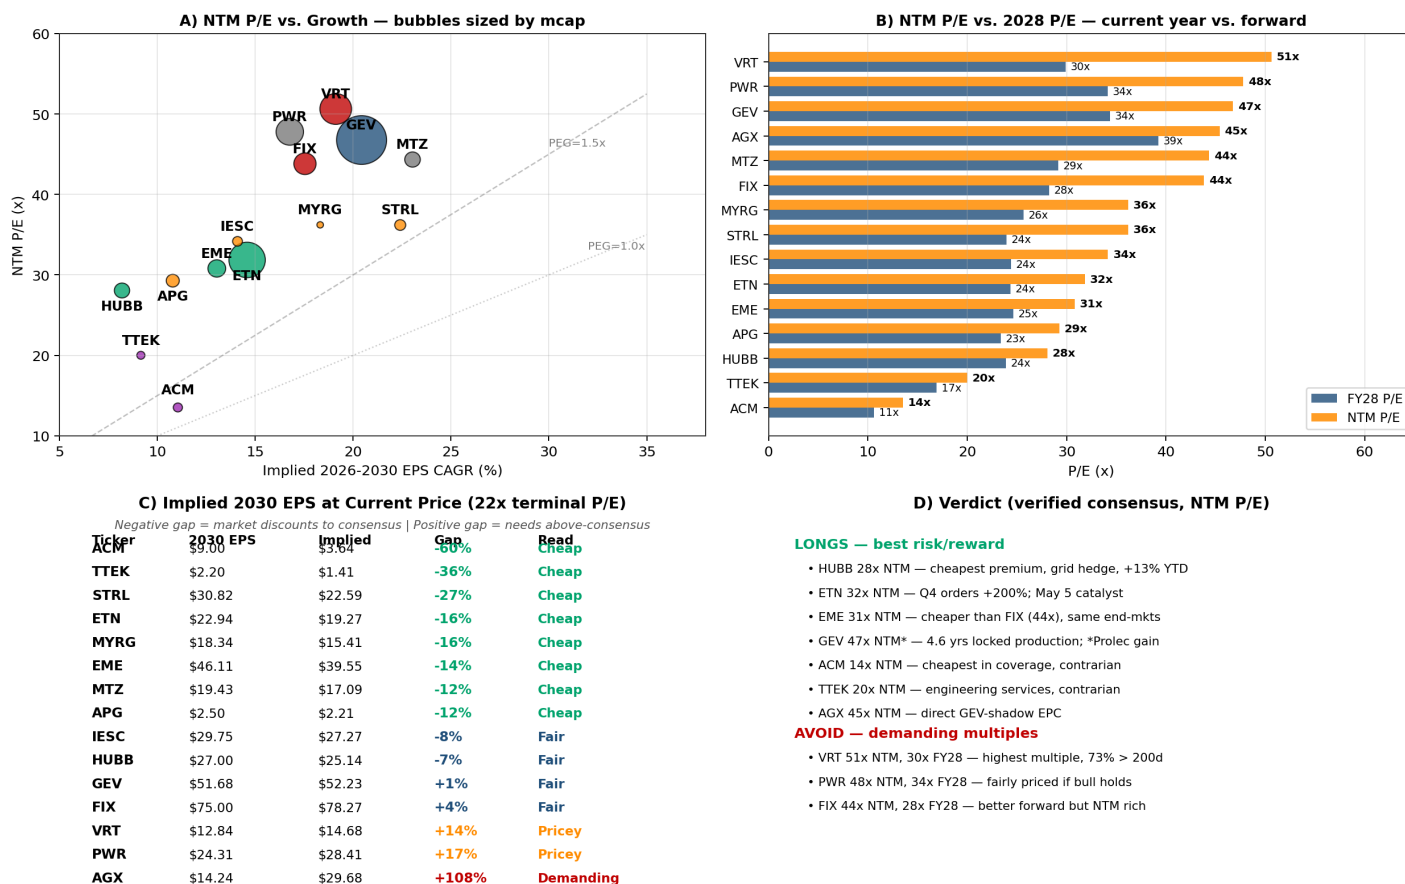 A) NTM P/E vs. Growth — bubbles sized by mcap
60
50
40
30
20
10
NTM P/E (x)
VRT
PWR
GEV
FIX
MTZ
PEG=1.5x
MYRG
STRL
IESC
PEG=1.0x
EME
ETN
APG
HUBB
TTEK
ACM
5 10 15 20 25 30 35
Implied 2026-2030 EPS CAGR (%)
B) NTM P/E vs. 2028 P/E — current year vs. forward
VRT 51x 30x
PWR 48x 34x
GEV 47x 34x
AGX 45x 39x
MTZ 44x 29x
FIX 44x 28x
MYRG 36x 26x
STRL 36x 24x
IESC 34x 24x
ETN 32x 24x
EME 31x 25x
APG 29x 23x
HUBB 28x 24x
TTEK 20x 17x
ACM 14x 11x
FY28 P/E
NTM P/E
0 10 20 30 40 50 60
P/E (x)
C) Implied 2030 EPS at Current Price (22x terminal P/E)
Negative gap = market discounts to consensus | Positive gap = needs above-consensus
Ticker 2030 EPS Implied Gap Read
ACM $9.00 $3.64 -60% Cheap
TTEK $2.20 $1.41 -36% Cheap
STRL $30.82 $22.59 -27% Cheap
ETN $22.94 $19.27 -16% Cheap
MYRG $18.34 $15.41 -16% Cheap
EME $46.11 $39.55 -14% Cheap
MTZ $19.43 $17.09 -12% Cheap
APG $2.50 $2.21 -12% Cheap
IESC $29.75 $27.27 -8% Fair
HUBB $27.00 $25.14 -7% Fair
GEV $51.68 $52.23 +1% Fair
FIX $75.00 $78.27 +4% Fair
VRT $12.84 $14.68 +14% Pricey
PWR $24.31 $28.41 +17% Pricey
AGX $14.24 $29.68 +108% Demanding
D) Verdict (verified consensus, NTM P/E)
LONGS — best risk/reward
• HUBB 28x NTM — cheapest premium, grid hedge, +13% YTD
• ETN 32x NTM — Q4 orders +200%; May 5 catalyst
• EME 31x NTM — cheaper than FIX (44x), same end-mkts
• GEV 47x NTM* — 4.6 yrs locked production; *Prolec gain
• ACM 14x NTM — cheapest in coverage, contrarian
• TTEK 20x NTM — engineering services, contrarian
• AGX 45x NTM — direct GEV-shadow EPC
AVOID — demanding multiples
• VRT 51x NTM, 30x FY28 — highest multiple, 73% > 200d
• PWR 48x NTM, 34x FY28 — fairly priced if bull holds
• FIX 44x NTM, 28x FY28 — better forward but NTM rich